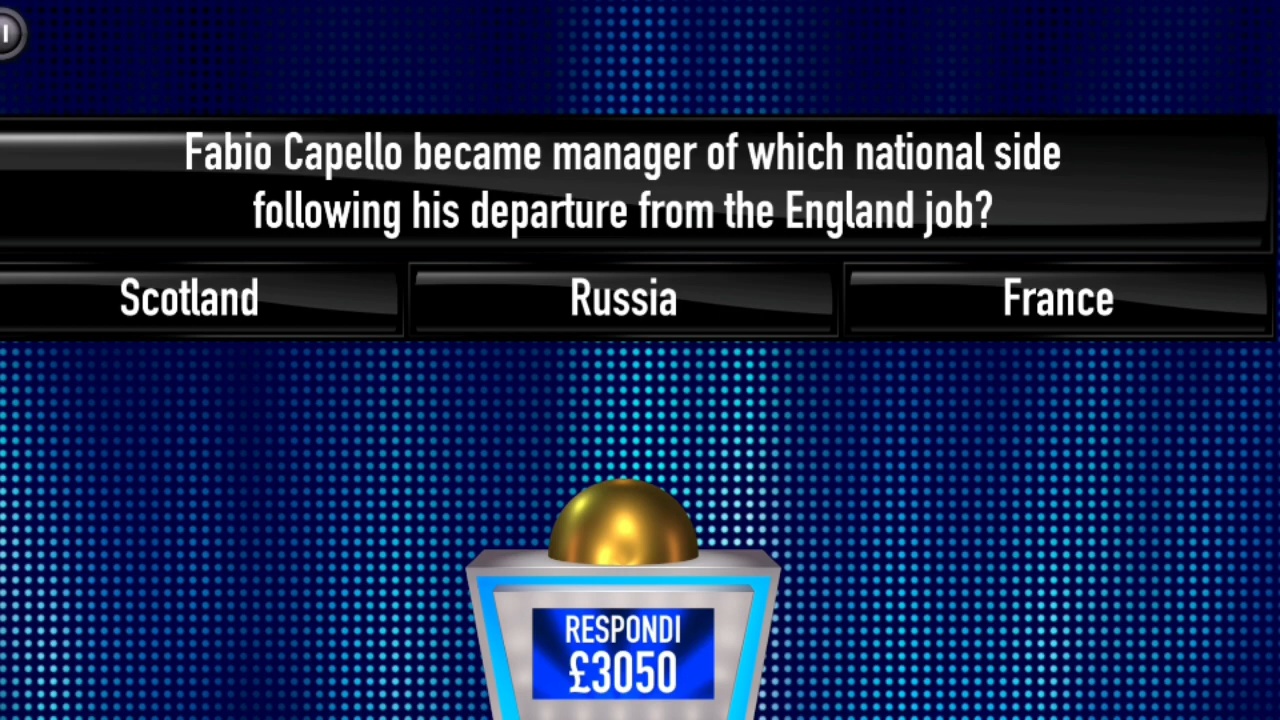 Fabio Capello became manager of which national side
following his departure from the England job?
Scotland
Russia
France
RESPONDI
£3050